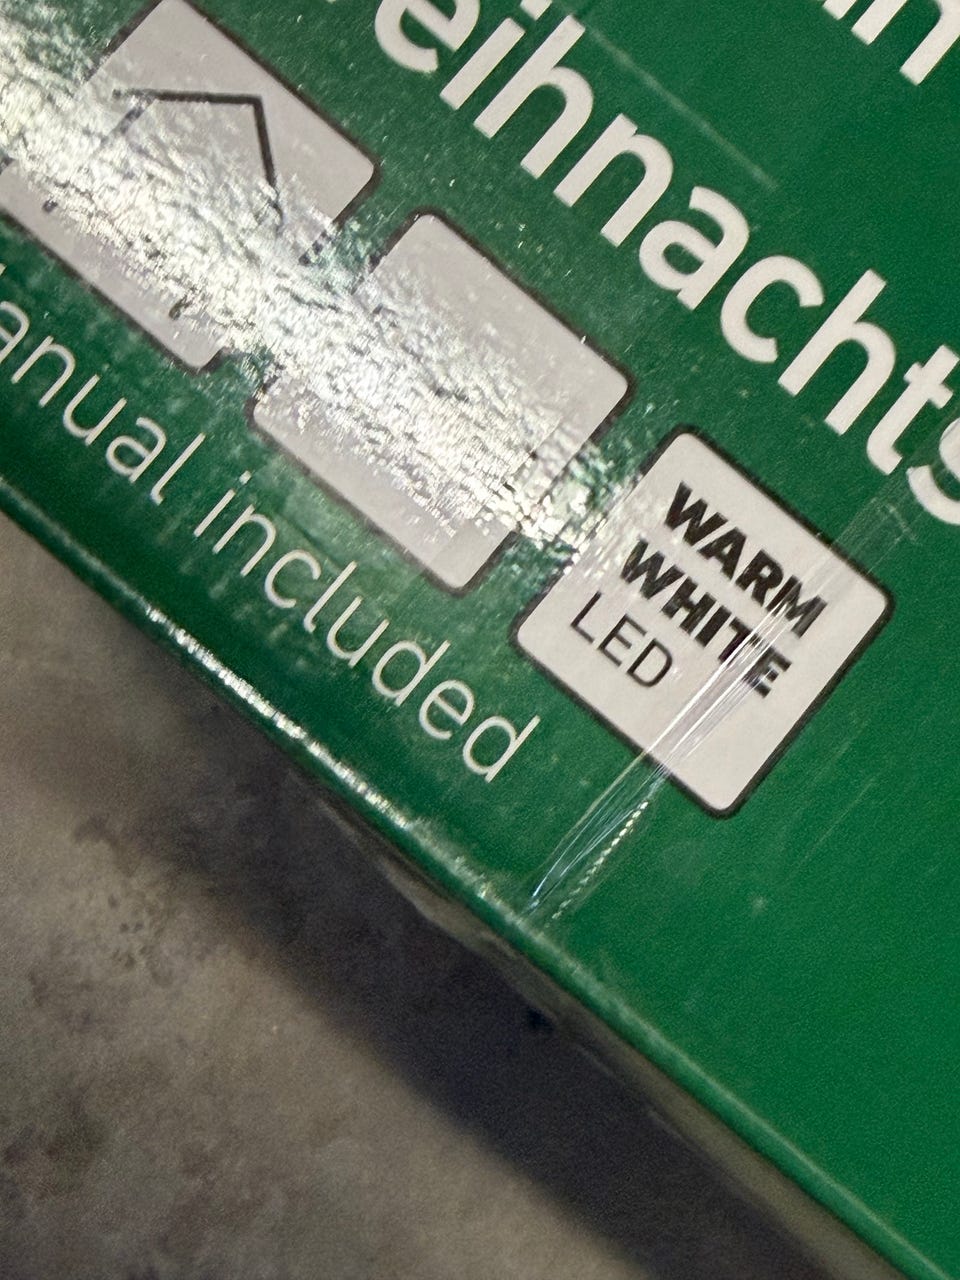 eihnachts
WARM
WHITE
LED
anual included